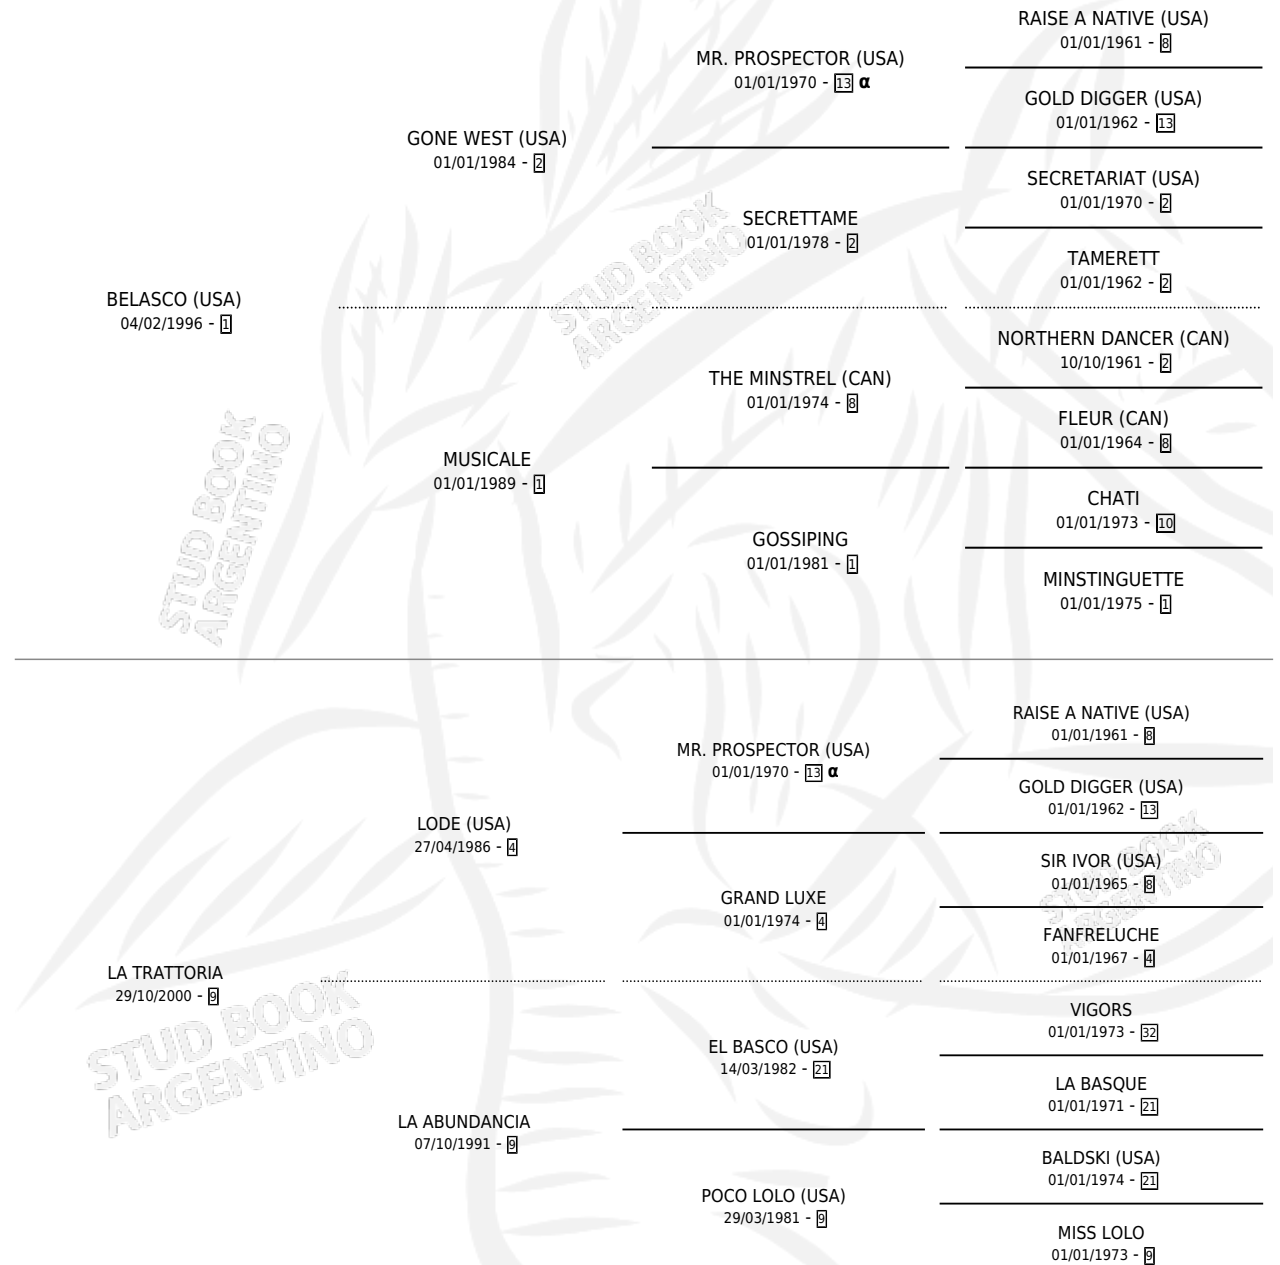 RAISE A NATIVE (USA)
01/01/1961 - 8
MR. PROSPECTOR (USA)
01/01/1970 - 13 α
GOLD DIGGER (USA)
01/01/1962 - 13
GONE WEST (USA)
01/01/1984 - 2
SECRETARIAT (USA)
01/01/1970 - 2
SECRETTAME
01/01/1978 - 2
TAMERETT
01/01/1962 - 2
BELASCO (USA)
04/02/1996 - 1
NORTHERN DANCER (CAN)
10/10/1961 - 2
THE MINSTREL (CAN)
01/01/1974 - 8
FLEUR (CAN)
01/01/1964 - 8
MUSICALE
01/01/1989 - 1
CHATI
01/01/1973 - 10
GOSSIPING
01/01/1981 - 1
MINSTINGUETTE
01/01/1975 - 1
STUD BOOK
ARGENTINO
STUD BOOK
ARGENTINO
RAISE A NATIVE (USA)
01/01/1961 - 8
MR. PROSPECTOR (USA)
01/01/1970 - 13 α
GOLD DIGGER (USA)
01/01/1962 - 13
LODE (USA)
27/04/1986 - 4
SIR IVOR (USA)
01/01/1965 - 8
GRAND LUXE
01/01/1974 - 4
FANFRELUCHE
01/01/1967 - 4
LA TRATTORIA
29/10/2000 - 9
VIGORS
01/01/1973 - 32
EL BASCO (USA)
14/03/1982 - 21
LA BASQUE
01/01/1971 - 21
LA ABUNDANCIA
07/10/1991 - 9
BALDSKI (USA)
01/01/1974 - 21
POCO LOLO (USA)
29/03/1981 - 9
MISS LOLO
01/01/1973 - 9
STUD BOOK
ARGENTINO
STUD BOOK
ARGENTINO